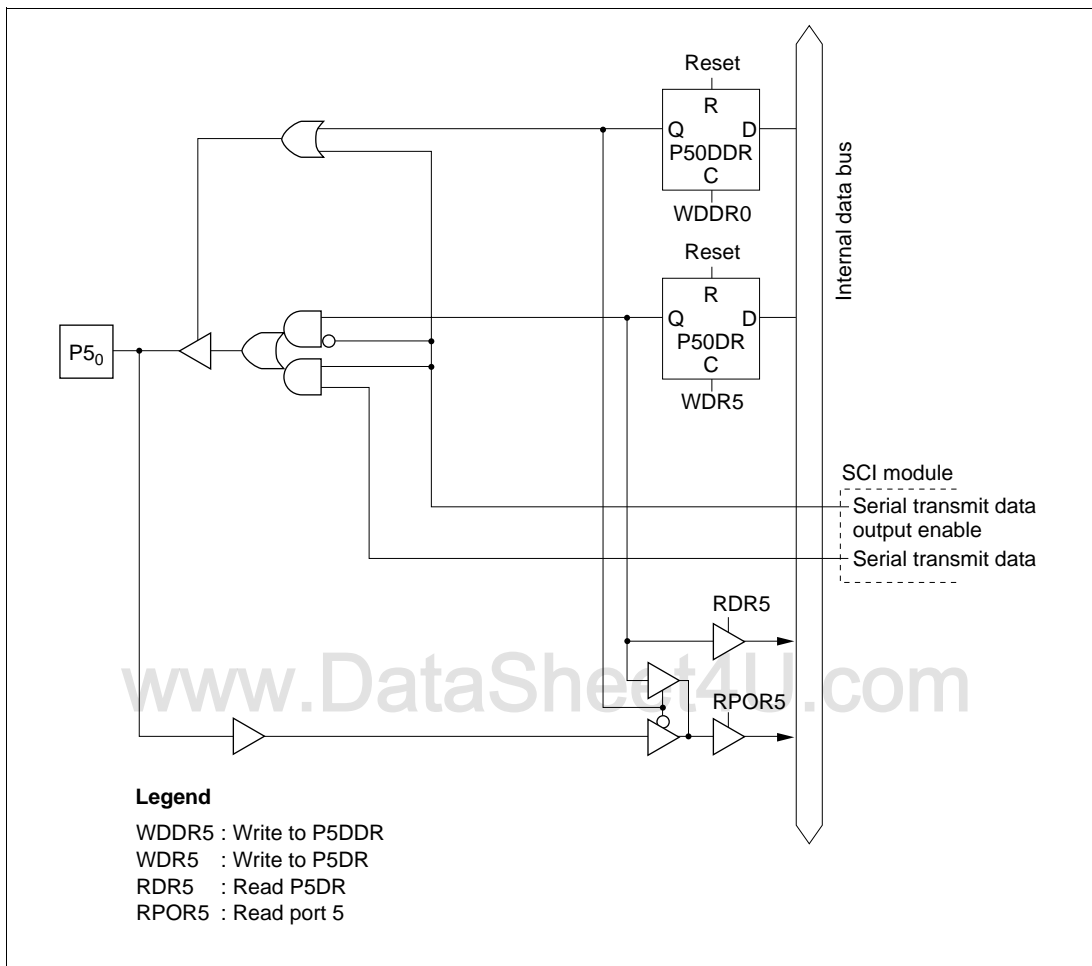 Reset
R
Q D
P50DDR
C
WDDR0
Reset
R
Q D
P50DR
C
WDR5
Internal data bus
P5₀
SCI module
Serial transmit data
output enable
Serial transmit data
RDR5
www.DataSheet4U.com
RPOR5
Legend
WDDR5 : Write to P5DDR
WDR5 : Write to P5DR
RDR5 : Read P5DR
RPOR5 : Read port 5